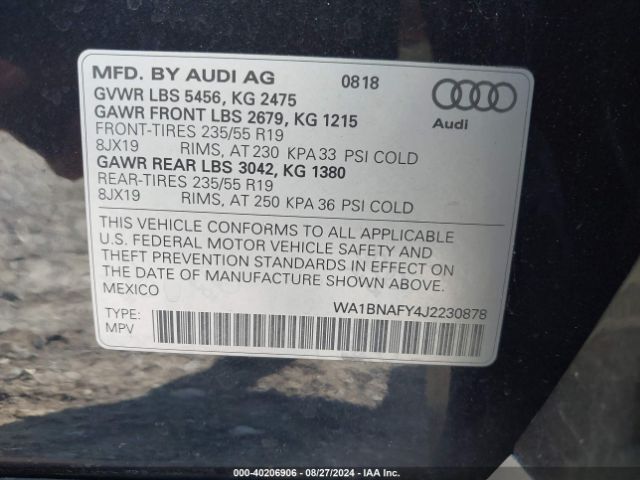 MFD. BY AUDI AG 0818
GVWR LBS 5456, KG 2475
GAWR FRONT LBS 2679, KG 1215
Audi
FRONT-TIRES 235/55 R19
8JX19 RIMS, AT 230 KPA 33 PSI COLD
GAWR REAR LBS 3042, KG 1380
REAR-TIRES 235/55 R19
8JX19 RIMS, AT 250 KPA 36 PSI COLD
THIS VEHICLE CONFORMS TO ALL APPLICABLE
U.S. FEDERAL MOTOR VEHICLE SAFETY AND
THEFT PREVENTION STANDARDS IN EFFECT ON
THE DATE OF MANUFACTURE SHOWN ABOVE.
MEXICO
WA1BNAFY4J2230878
TYPE:
MPV
000-40206906 - 08/27/2024 - IAA Inc.